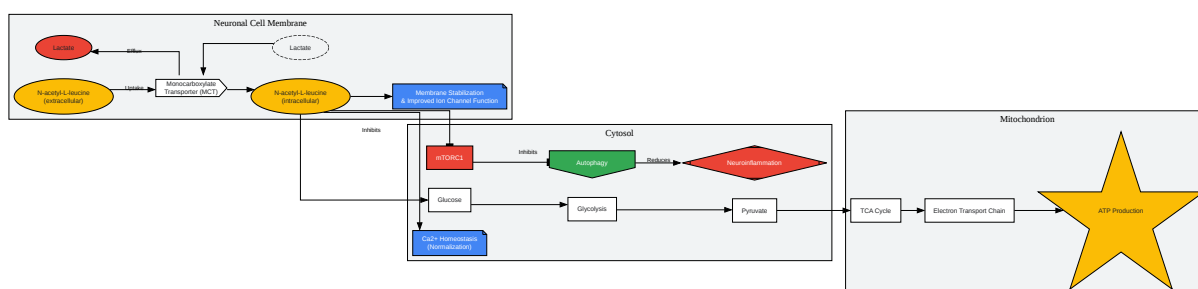 Neuronal Cell Membrane
Lactate
Efflux
Lactate
N-acetyl-L-leucine
(extracellular)
Uptake
Monocarboxylate
Transporter (MCT)
N-acetyl-L-leucine
(intracellular)
Membrane Stabilization
& Improved Ion Channel Function
Inhibits
Cytosol
mTORC1
Inhibits
Autophagy
Reduces
Neuroinflammation
Glucose
Glycolysis
Pyruvate
Ca2+ Homeostasis
(Normalization)
Mitochondrion
TCA Cycle
Electron Transport Chain
ATP Production